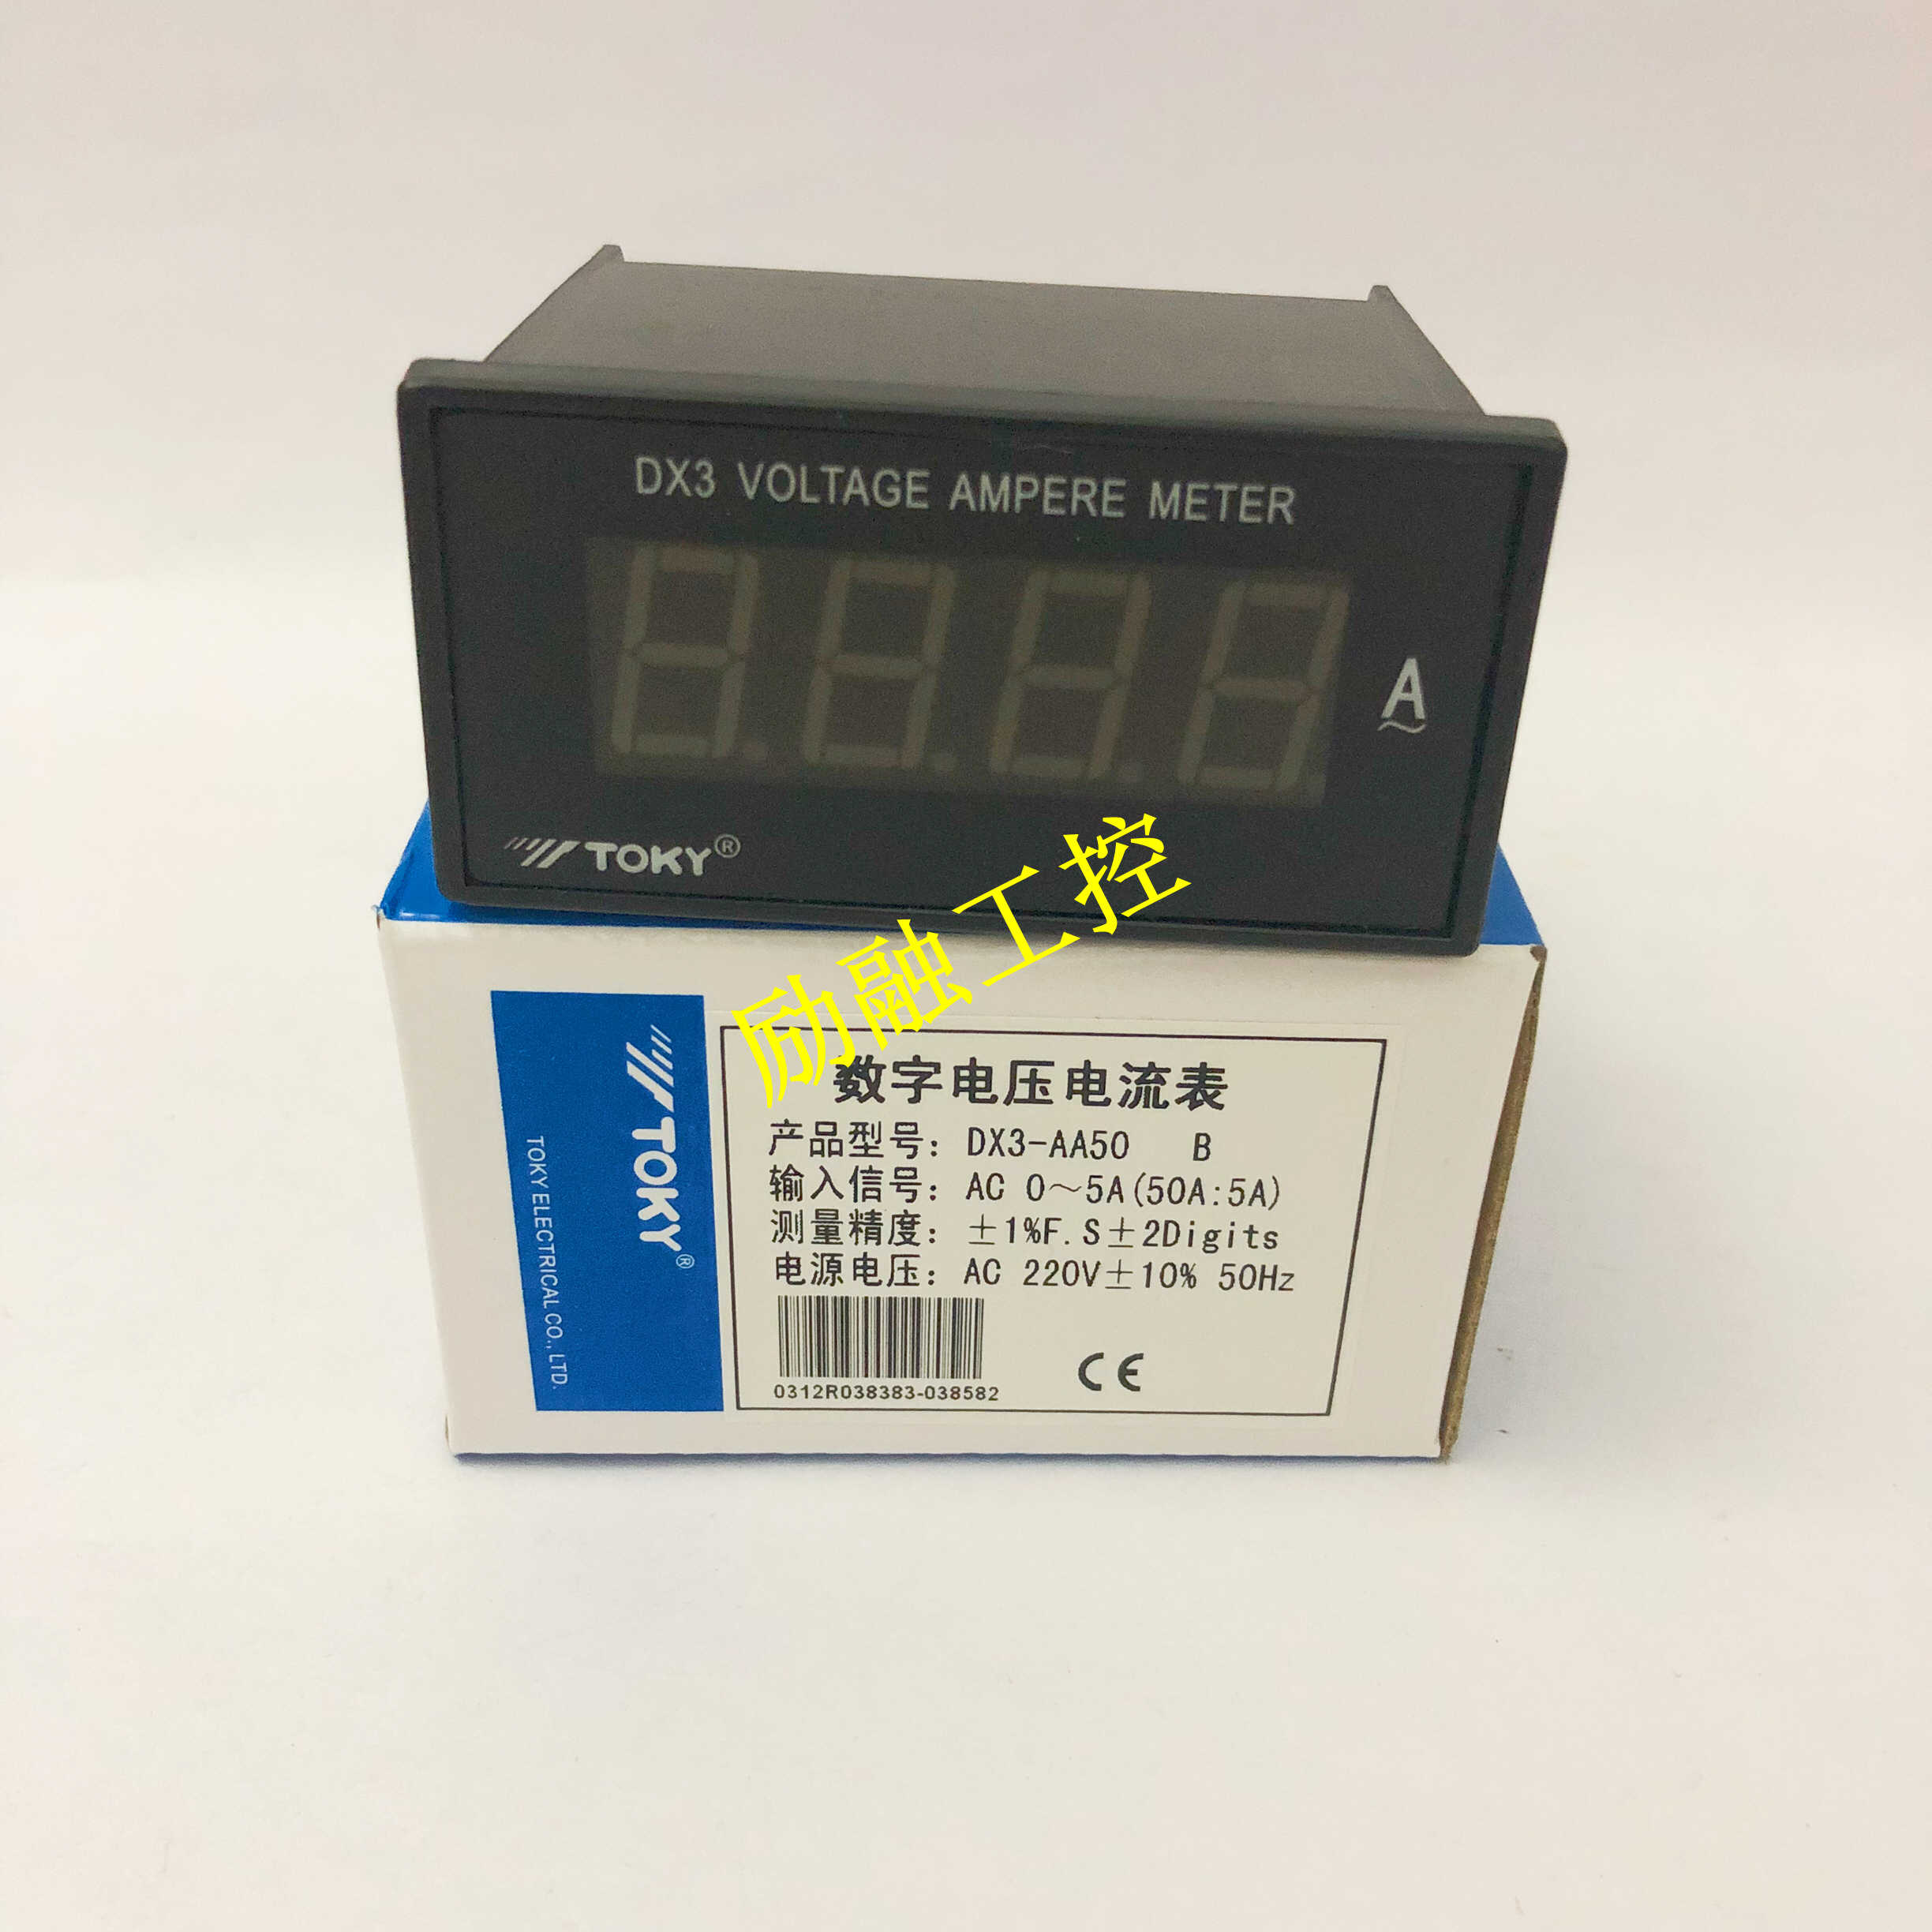 DX3 VOLTAGE AMPERE METER
A
TOKY®
励融工控
TOKY®
TOKY ELECTRICAL CO., LTD.
数字电压电流表
产品型号: DX3-AA50 B
输入信号: AC 0～5A(50A:5A)
测量精度: ±1%F.S±2Digits
电源电压: AC 220V±10% 50Hz
0312R038383-038582
CE